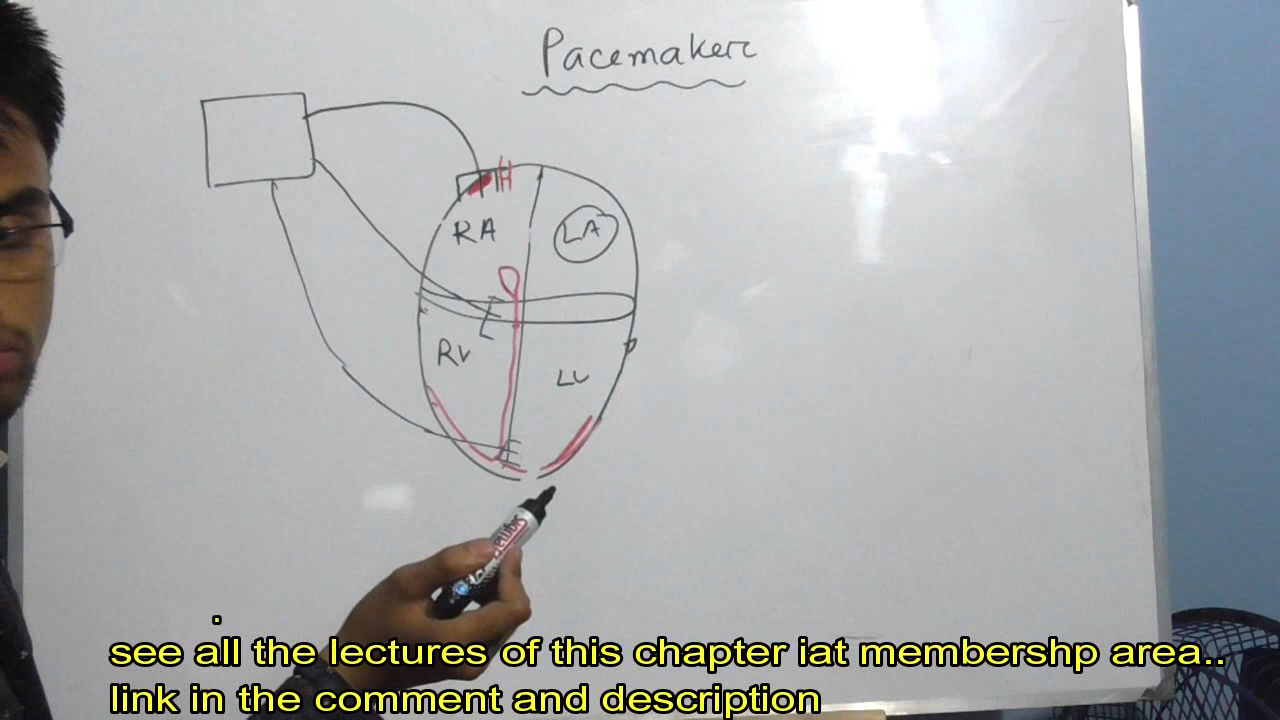 Pacemaker
RA
LA
RV
LV
.
see all the lectures of this chapter iat membershp area..
link in the comment and description